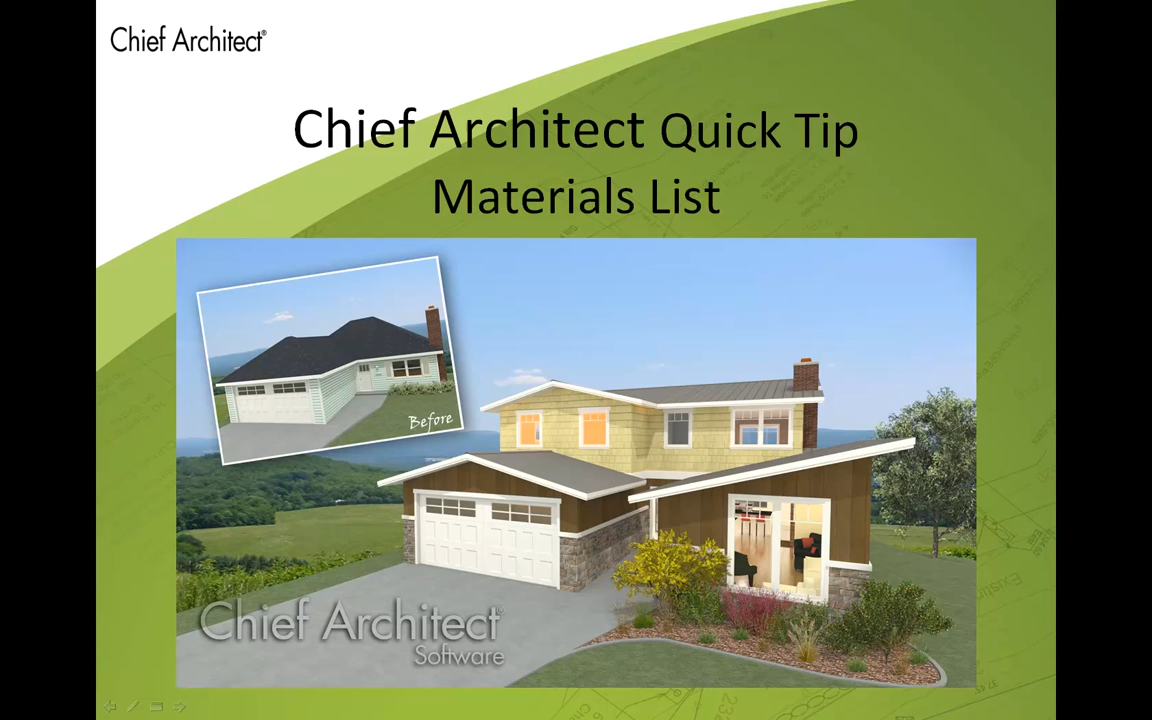 Chief Architect®
Chief Architect Quick Tip
Materials List
Before
Chief Architect®
Software